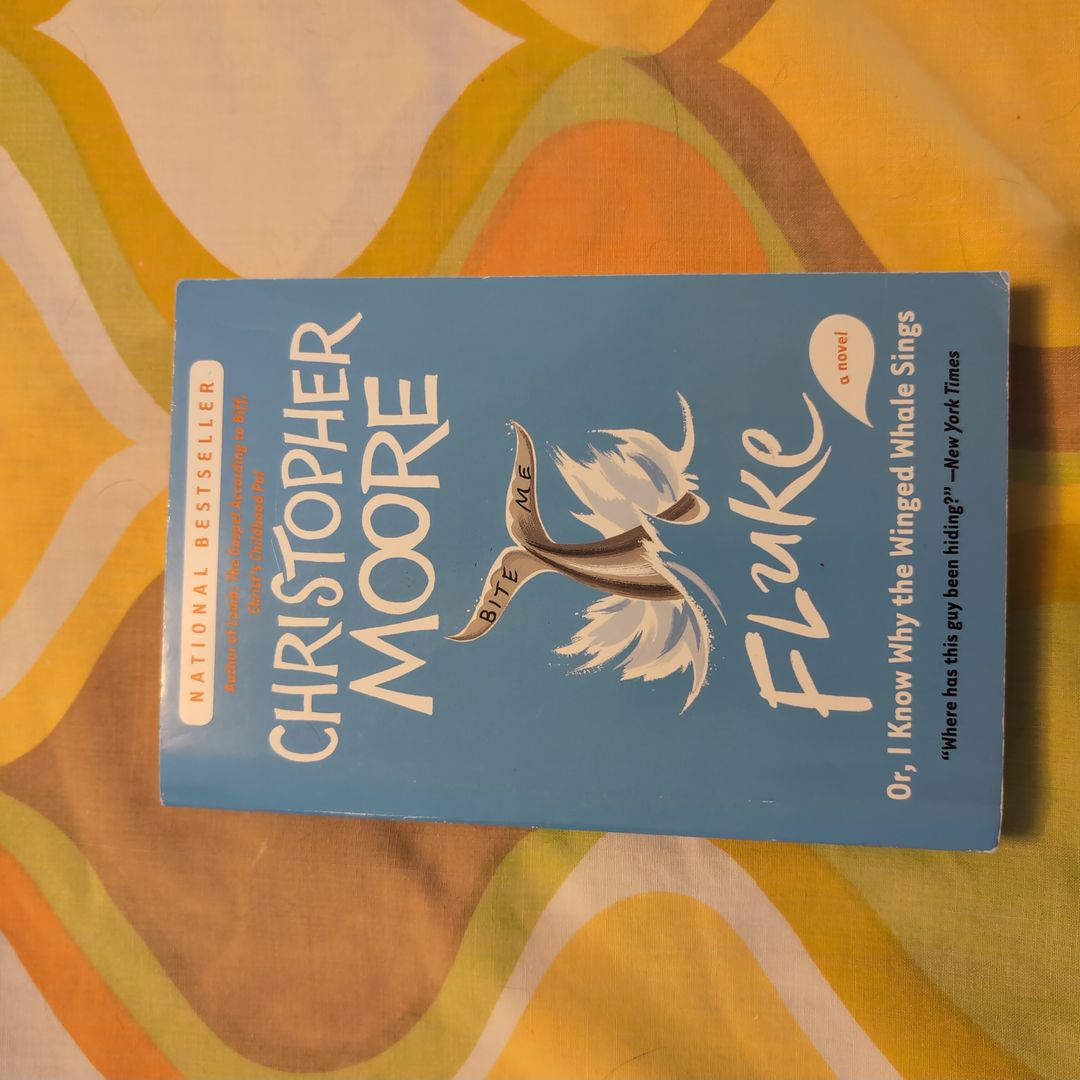 NATIONAL BESTSELLER
Author of Lamb: The Gospel According to Biff,
Christ's Childhood Pal
CHRISTOPHER
MOORE
BITE ME
Fluke
a novel
Or, I Know Why the Winged Whale Sings
“Where has this guy been hiding?” —New York Times